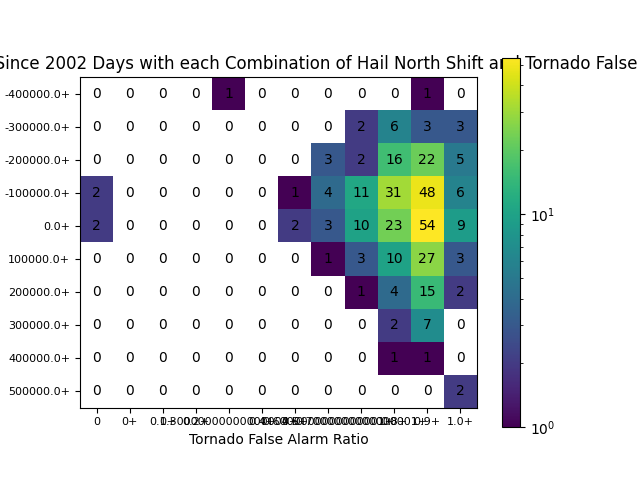 Since 2002 Days with each Combination of Hail North Shift and Tornado False
-400000.0+ 0 0 0 0 1 0 0 0 0 0 1 0
-300000.0+ 0 0 0 0 0 0 0 0 2 6 3 3
-200000.0+ 0 0 0 0 0 0 0 3 2 16 22 5
-100000.0+ 2 0 0 0 0 0 1 4 11 31 48 6
0.0+ 2 0 0 0 0 0 2 3 10 23 54 9
100000.0+ 0 0 0 0 0 0 0 1 3 10 27 3
200000.0+ 0 0 0 0 0 0 0 0 1 4 15 2
300000.0+ 0 0 0 0 0 0 0 0 0 2 7 0
400000.0+ 0 0 0 0 0 0 0 0 0 1 1 0
500000.0+ 0 0 0 0 0 0 0 0 0 0 0 2
0 0+ 0.9+ 1.0+
Tornado False Alarm Ratio
10^1
10^0